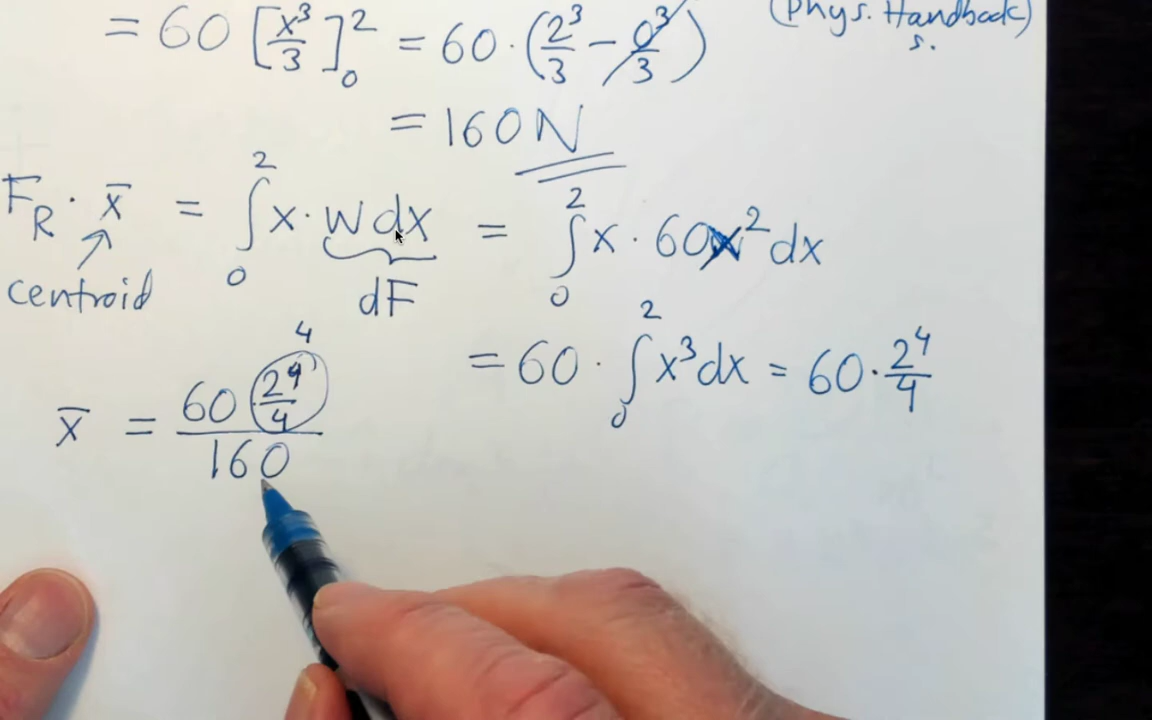 = 60 [x³/3]₀² = 60 · (2³/3 − 0³/3) (Phys. Handback)
s.
= 160 N
F_R · x̄ = ∫₀² x · w dx = ∫₀² x · 60x² dx
centroid dF
= 60 · ∫₀² x³ dx = 60 · 2⁴/4
4
x̄ = 60 (2⁴/4) / 160